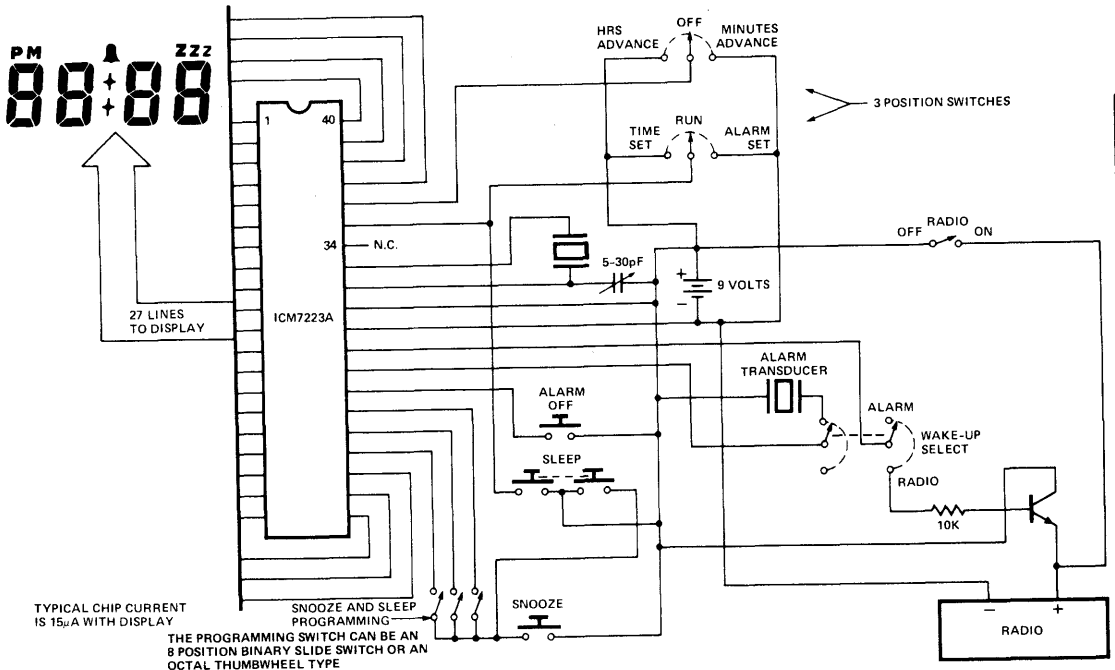 HRS ADVANCE
OFF
MINUTES ADVANCE
PM
ZZZ
88:88
1
40
3 POSITION SWITCHES
TIME SET
RUN
ALARM SET
34
N.C.
OFF
RADIO
ON
5-30pF
+
9 VOLTS
−
27 LINES
TO DISPLAY
ICM7223A
ALARM
TRANSDUCER
ALARM
OFF
ALARM
WAKE-UP
SELECT
SLEEP
RADIO
10K
TYPICAL CHIP CURRENT
IS 15μA WITH DISPLAY
SNOOZE AND SLEEP
PROGRAMMING
SNOOZE
THE PROGRAMMING SWITCH CAN BE AN
8 POSITION BINARY SLIDE SWITCH OR AN
OCTAL THUMBWHEEL TYPE
− +
RADIO